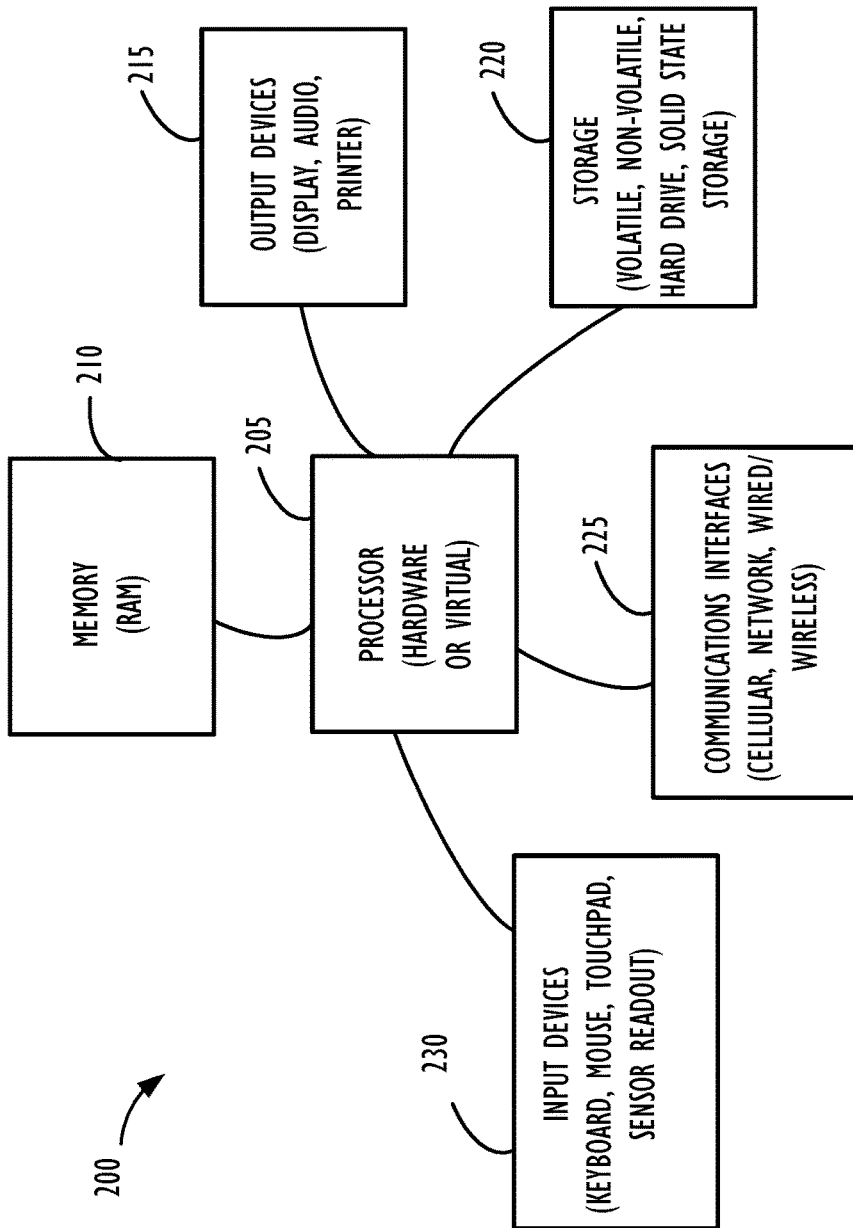 200
230
INPUT DEVICES
(KEYBOARD, MOUSE, TOUCHPAD,
SENSOR READOUT)
MEMORY
(RAM)
210
PROCESSOR
(HARDWARE
OR VIRTUAL)
205
COMMUNICATIONS INTERFACES
(CELLULAR, NETWORK, WIRED/
WIRELESS)
225
OUTPUT DEVICES
(DISPLAY, AUDIO,
PRINTER)
215
STORAGE
(VOLATILE, NON-VOLATILE,
HARD DRIVE, SOLID STATE
STORAGE)
220